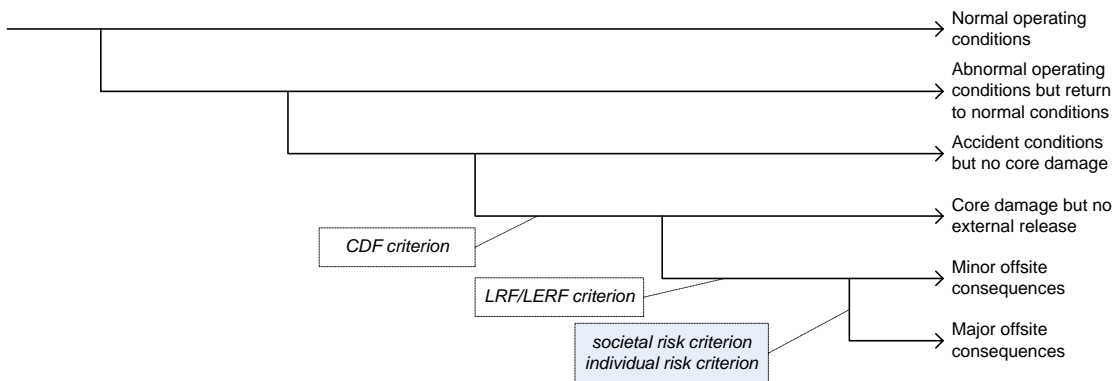 Normal operating
conditions
Abnormal operating
conditions but return
to normal conditions
Accident conditions
but no core damage
Core damage but no
external release
CDF criterion
Minor offsite
consequences
LRF/LERF criterion
societal risk criterion
individual risk criterion
Major offsite
consequences